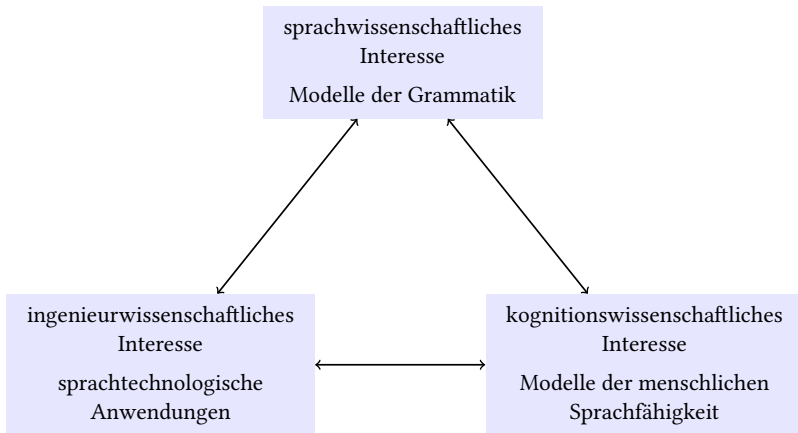 sprachwissenschaftliches
Interesse
Modelle der Grammatik
ingenieurwissenschaftliches
Interesse
sprachtechnologische
Anwendungen
kognitionswissenschaftliches
Interesse
Modelle der menschlichen
Sprachfähigkeit